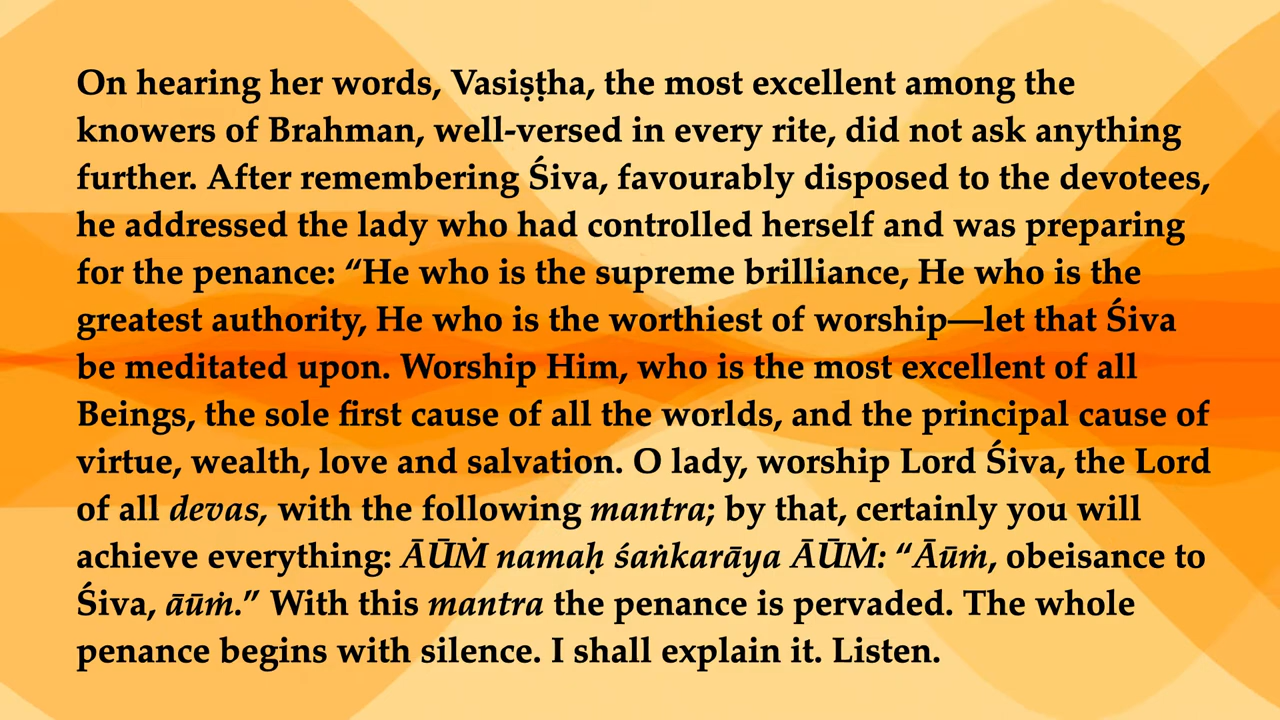 On hearing her words, Vasiṣṭha, the most excellent among the
knowers of Brahman, well-versed in every rite, did not ask anything
further. After remembering Śiva, favourably disposed to the devotees,
he addressed the lady who had controlled herself and was preparing
for the penance: “He who is the supreme brilliance, He who is the
greatest authority, He who is the worthiest of worship—let that Śiva
be meditated upon. Worship Him, who is the most excellent of all
Beings, the sole first cause of all the worlds, and the principal cause of
virtue, wealth, love and salvation. O lady, worship Lord Śiva, the Lord
of all devas, with the following mantra; by that, certainly you will
achieve everything: ĀŪṀ namaḥ śaṅkarāya ĀŪṀ: “Āūṁ, obeisance to
Śiva, āūṁ.” With this mantra the penance is pervaded. The whole
penance begins with silence. I shall explain it. Listen.